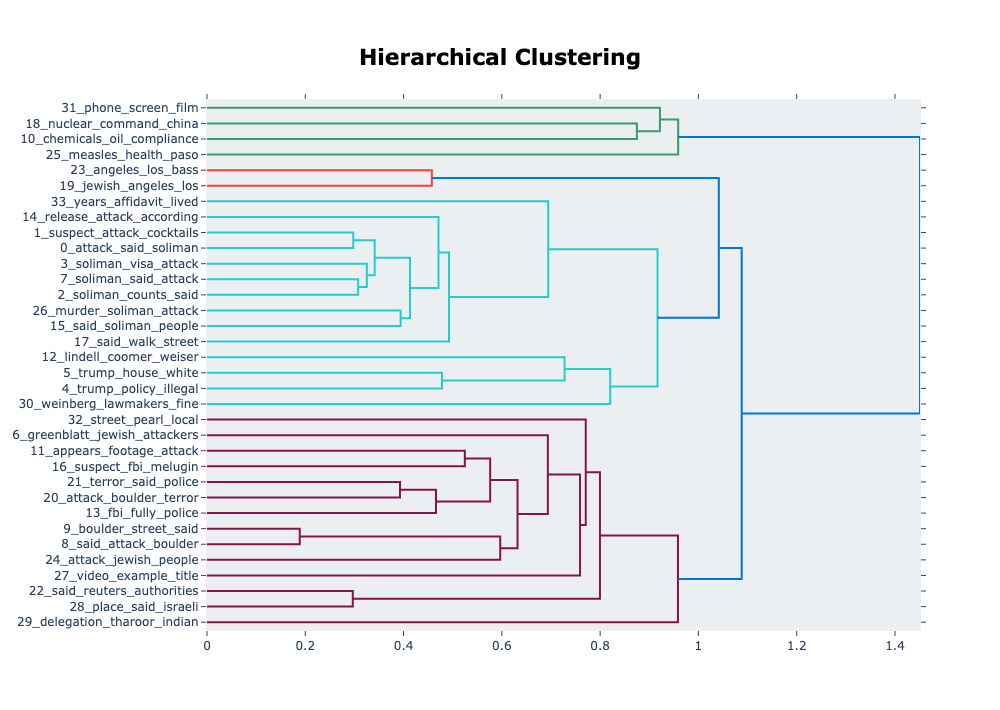 Hierarchical Clustering
31_phone_screen_film
18_nuclear_command_china
10_chemicals_oil_compliance
25_measles_health_paso
23_angeles_los_bass
19_jewish_angeles_los
33_years_affidavit_lived
14_release_attack_according
1_suspect_attack_cocktails
0_attack_said_soliman
3_soliman_visa_attack
7_soliman_said_attack
2_soliman_counts_said
26_murder_soliman_attack
15_said_soliman_people
17_said_walk_street
12_lindell_coomer_weiser
5_trump_house_white
4_trump_policy_illegal
30_weinberg_lawmakers_fine
32_street_pearl_local
6_greenblatt_jewish_attackers
11_appears_footage_attack
16_suspect_fbi_melugin
21_terror_said_police
20_attack_boulder_terror
13_fbi_fully_police
9_boulder_street_said
8_said_attack_boulder
24_attack_jewish_people
27_video_example_title
22_said_reuters_authorities
28_place_said_israeli
29_delegation_tharoor_indian
0 0.2 0.4 0.6 0.8 1 1.2 1.4